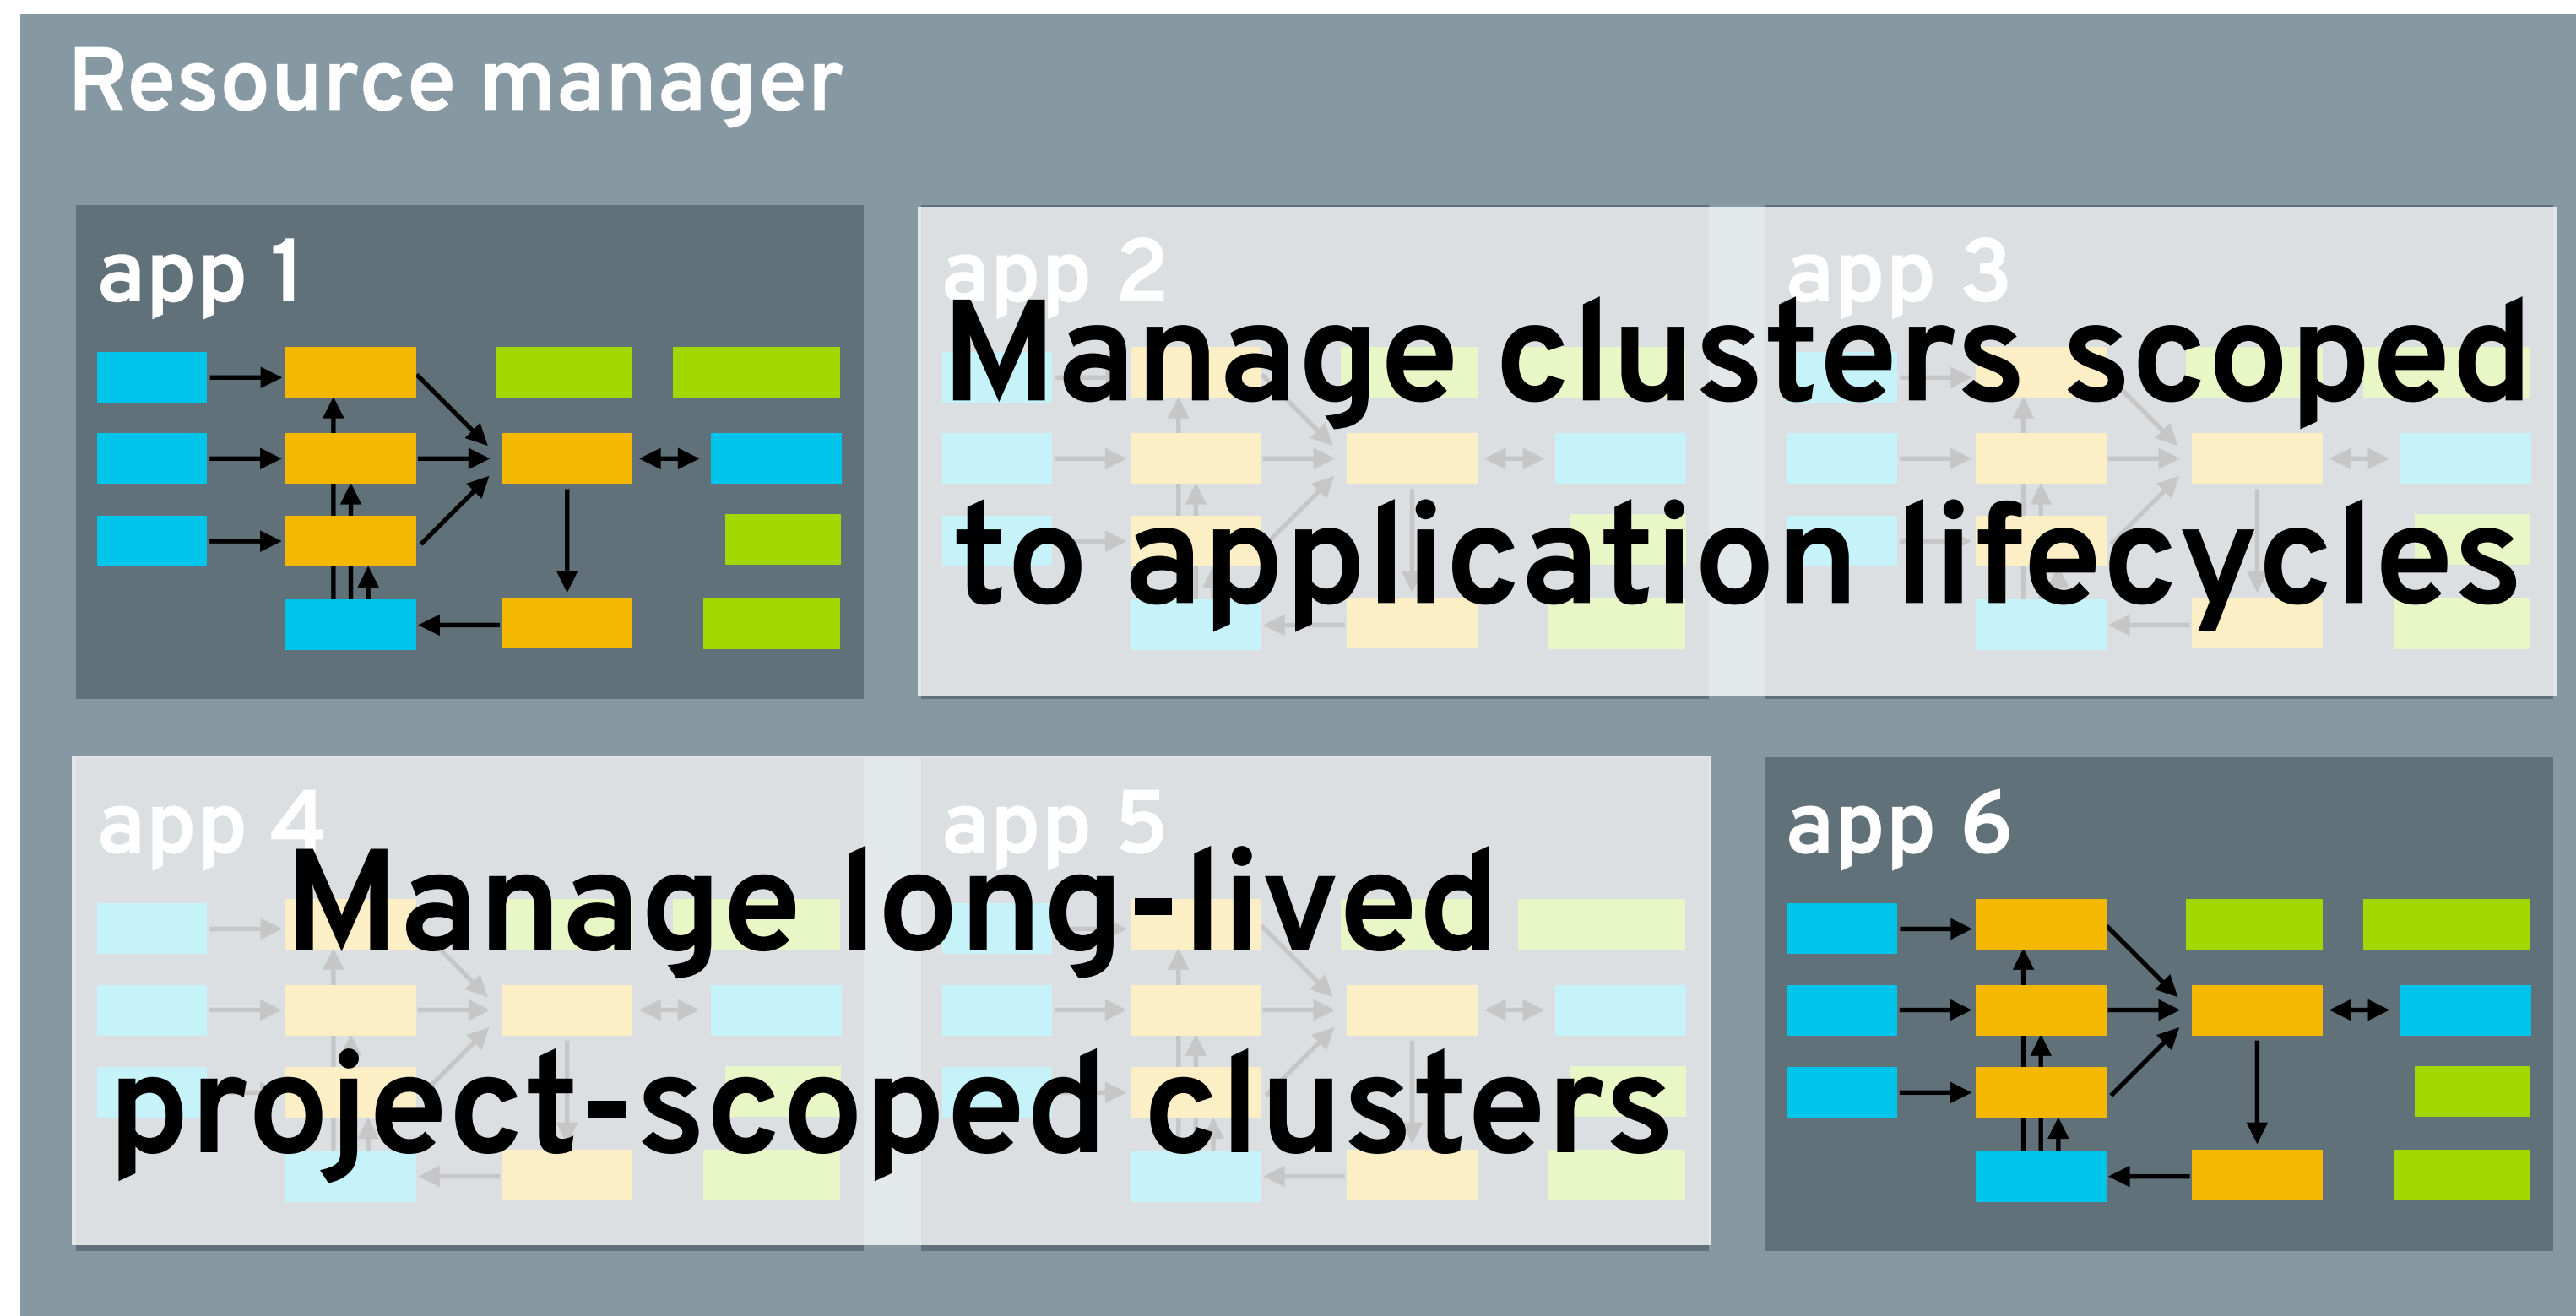 Resource manager
app 1
app 2
app 3
Manage clusters scoped
to application lifecycles
app 4
app 5
app 6
Manage long-lived
project-scoped clusters